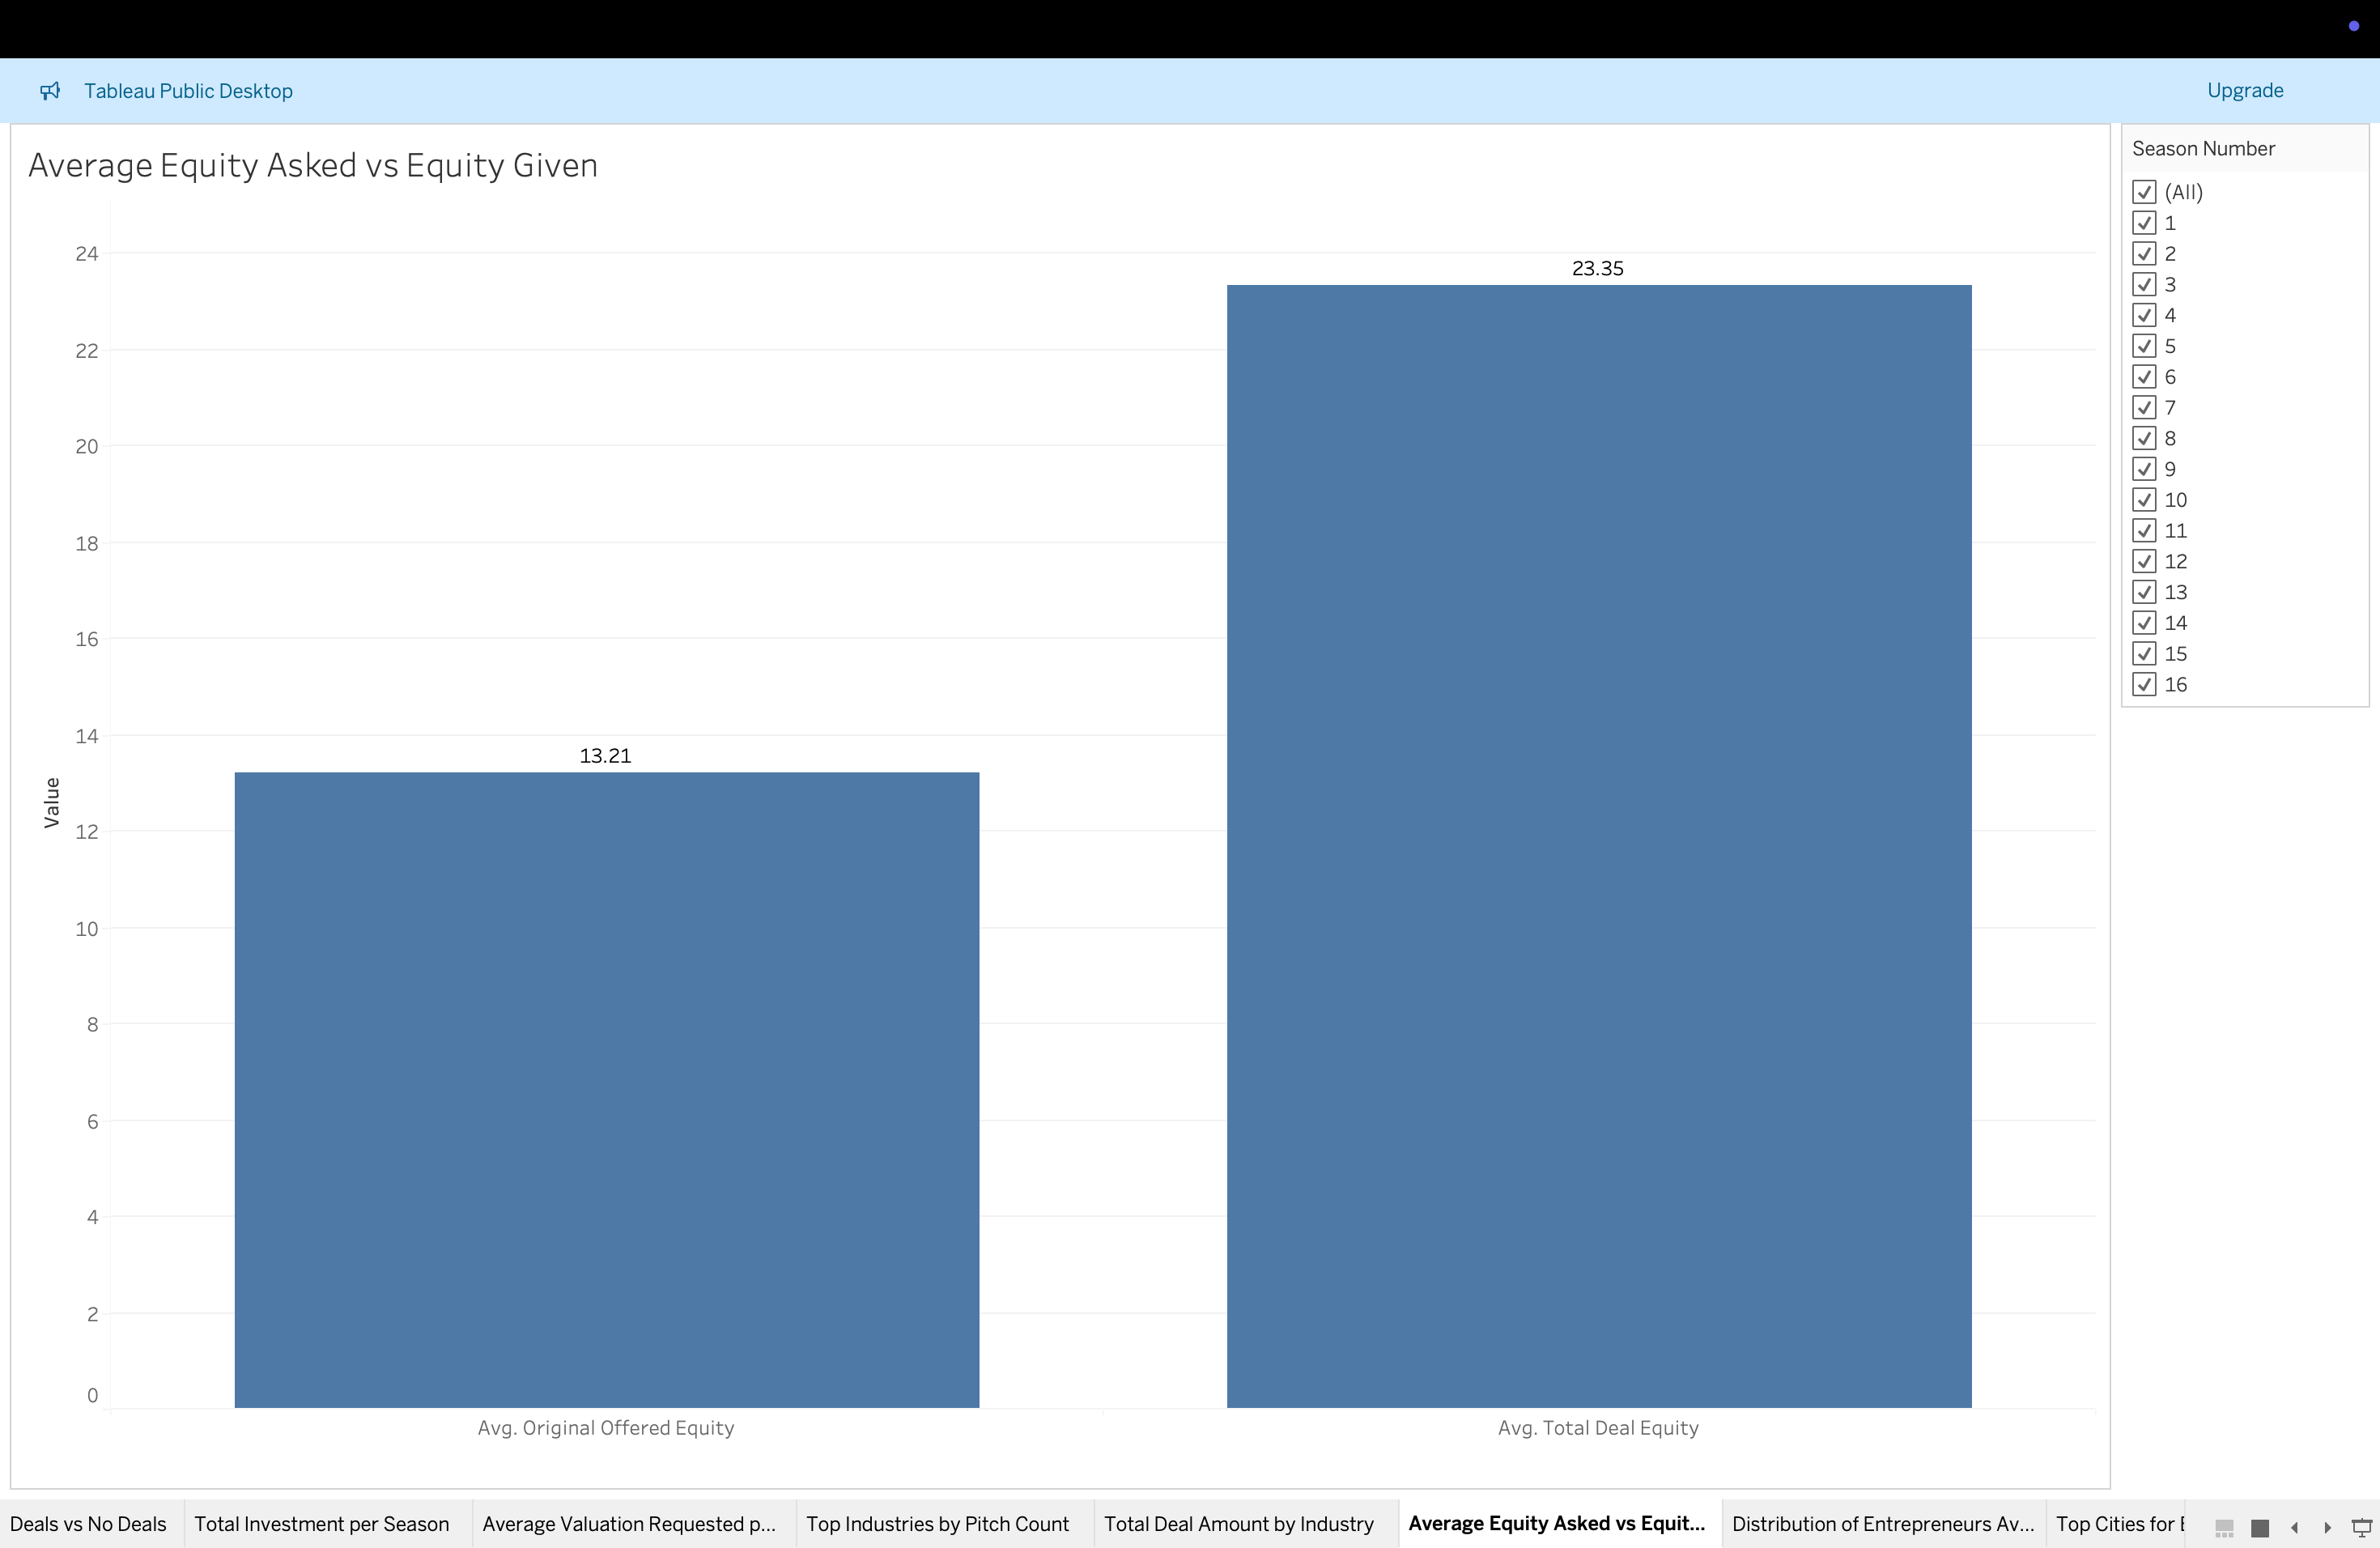 Tableau Public Desktop
Upgrade
Average Equity Asked vs Equity Given
24
22
20
18
16
14
12
10
8
6
4
2
0
Value
23.35
13.21
Avg. Original Offered Equity
Avg. Total Deal Equity
Season Number
(All)
1
2
3
4
5
6
7
8
9
10
11
12
13
14
15
16
Deals vs No Deals
Total Investment per Season
Average Valuation Requested p...
Top Industries by Pitch Count
Total Deal Amount by Industry
Average Equity Asked vs Equit...
Distribution of Entrepreneurs Av...
Top Cities for